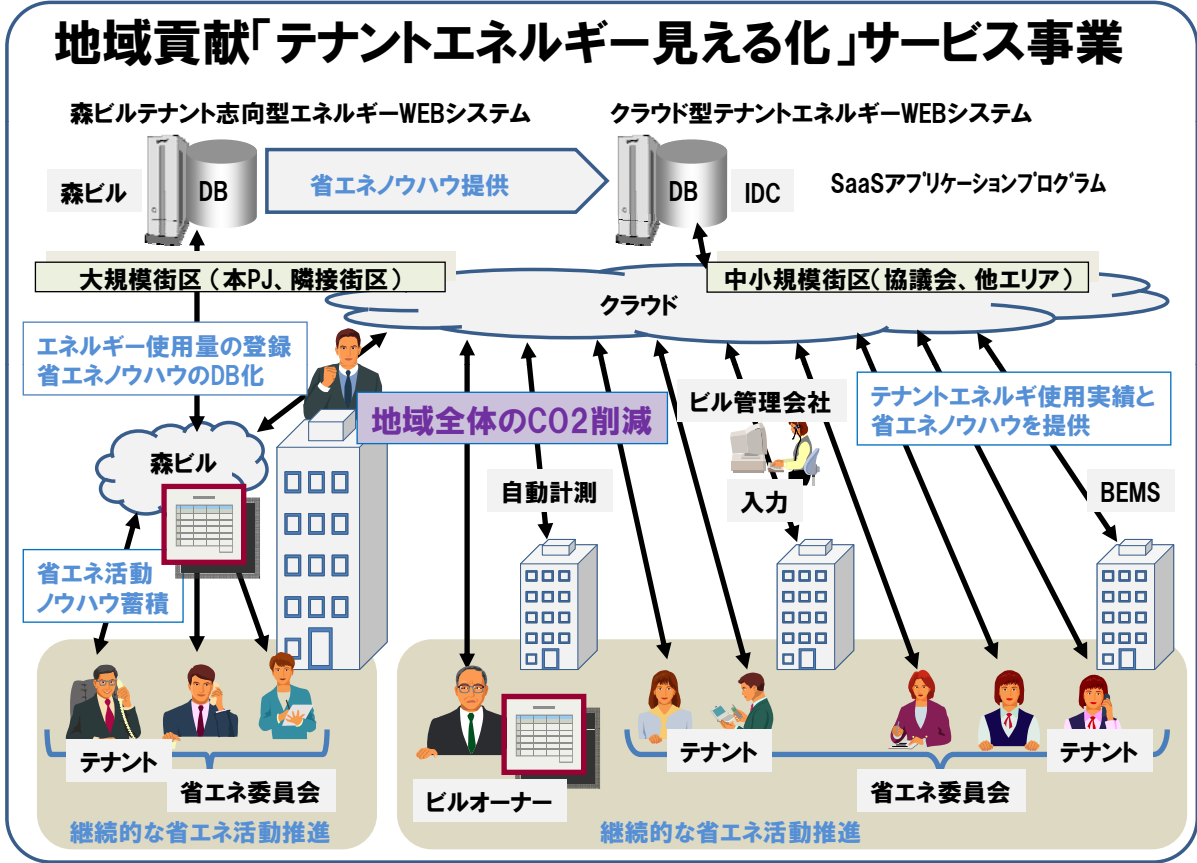 地域貢献「テナントエネルギー見える化」サービス事業
森ビルテナント志向型エネルギーWEBシステム
クラウド型テナントエネルギーWEBシステム
森ビル
DB
省エネノウハウ提供
DB
IDC
SaaSアプリケーションプログラム
大規模街区（本PJ、隣接街区）
中小規模街区（協議会、他エリア）
クラウド
エネルギー使用量の登録
省エネノウハウのDB化
地域全体のCO2削減
ビル管理会社
テナントエネルギ使用実績と
省エネノウハウを提供
森ビル
自動計測
入力
BEMS
省エネ活動
ノウハウ蓄積
テナント
省エネ委員会
継続的な省エネ活動推進
ビルオーナー
テナント
省エネ委員会
テナント
継続的な省エネ活動推進